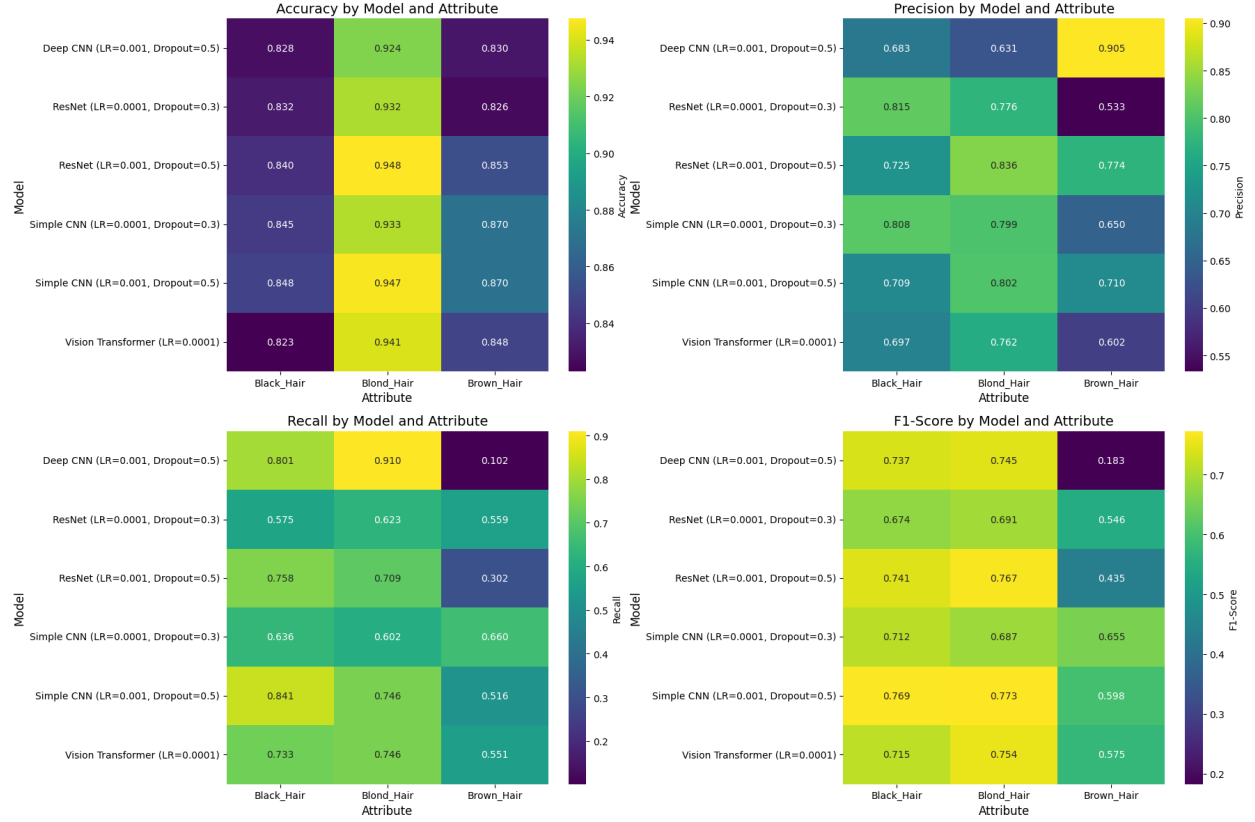 Accuracy by Model and Attribute
Model
Deep CNN (LR=0.001, Dropout=0.5) 0.828 0.924 0.830
ResNet (LR=0.0001, Dropout=0.3) 0.832 0.932 0.826
ResNet (LR=0.001, Dropout=0.5) 0.840 0.948 0.853
Simple CNN (LR=0.0001, Dropout=0.3) 0.845 0.933 0.870
Simple CNN (LR=0.001, Dropout=0.5) 0.848 0.947 0.870
Vision Transformer (LR=0.0001) 0.823 0.941 0.848
Black_Hair Blond_Hair Brown_Hair
Attribute
0.94
0.92
0.90
0.88
0.86
0.84
Accuracy
Precision by Model and Attribute
Model
Deep CNN (LR=0.001, Dropout=0.5) 0.683 0.631 0.905
ResNet (LR=0.0001, Dropout=0.3) 0.815 0.776 0.533
ResNet (LR=0.001, Dropout=0.5) 0.725 0.836 0.774
Simple CNN (LR=0.0001, Dropout=0.3) 0.808 0.799 0.650
Simple CNN (LR=0.001, Dropout=0.5) 0.709 0.802 0.710
Vision Transformer (LR=0.0001) 0.697 0.762 0.602
Black_Hair Blond_Hair Brown_Hair
Attribute
0.90
0.85
0.80
0.75
0.70
0.65
0.60
0.55
Precision
Recall by Model and Attribute
Model
Deep CNN (LR=0.001, Dropout=0.5) 0.801 0.910 0.102
ResNet (LR=0.0001, Dropout=0.3) 0.575 0.623 0.559
ResNet (LR=0.001, Dropout=0.5) 0.758 0.709 0.302
Simple CNN (LR=0.0001, Dropout=0.3) 0.636 0.602 0.660
Simple CNN (LR=0.001, Dropout=0.5) 0.841 0.746 0.516
Vision Transformer (LR=0.0001) 0.733 0.746 0.551
Black_Hair Blond_Hair Brown_Hair
Attribute
0.9
0.8
0.7
0.6
0.5
0.4
0.3
0.2
Recall
F1-Score by Model and Attribute
Model
Deep CNN (LR=0.001, Dropout=0.5) 0.737 0.745 0.183
ResNet (LR=0.0001, Dropout=0.3) 0.674 0.691 0.546
ResNet (LR=0.001, Dropout=0.5) 0.741 0.767 0.435
Simple CNN (LR=0.0001, Dropout=0.3) 0.712 0.687 0.655
Simple CNN (LR=0.001, Dropout=0.5) 0.769 0.773 0.598
Vision Transformer (LR=0.0001) 0.715 0.754 0.575
Black_Hair Blond_Hair Brown_Hair
Attribute
0.7
0.6
0.5
0.4
0.3
0.2
F1-Score